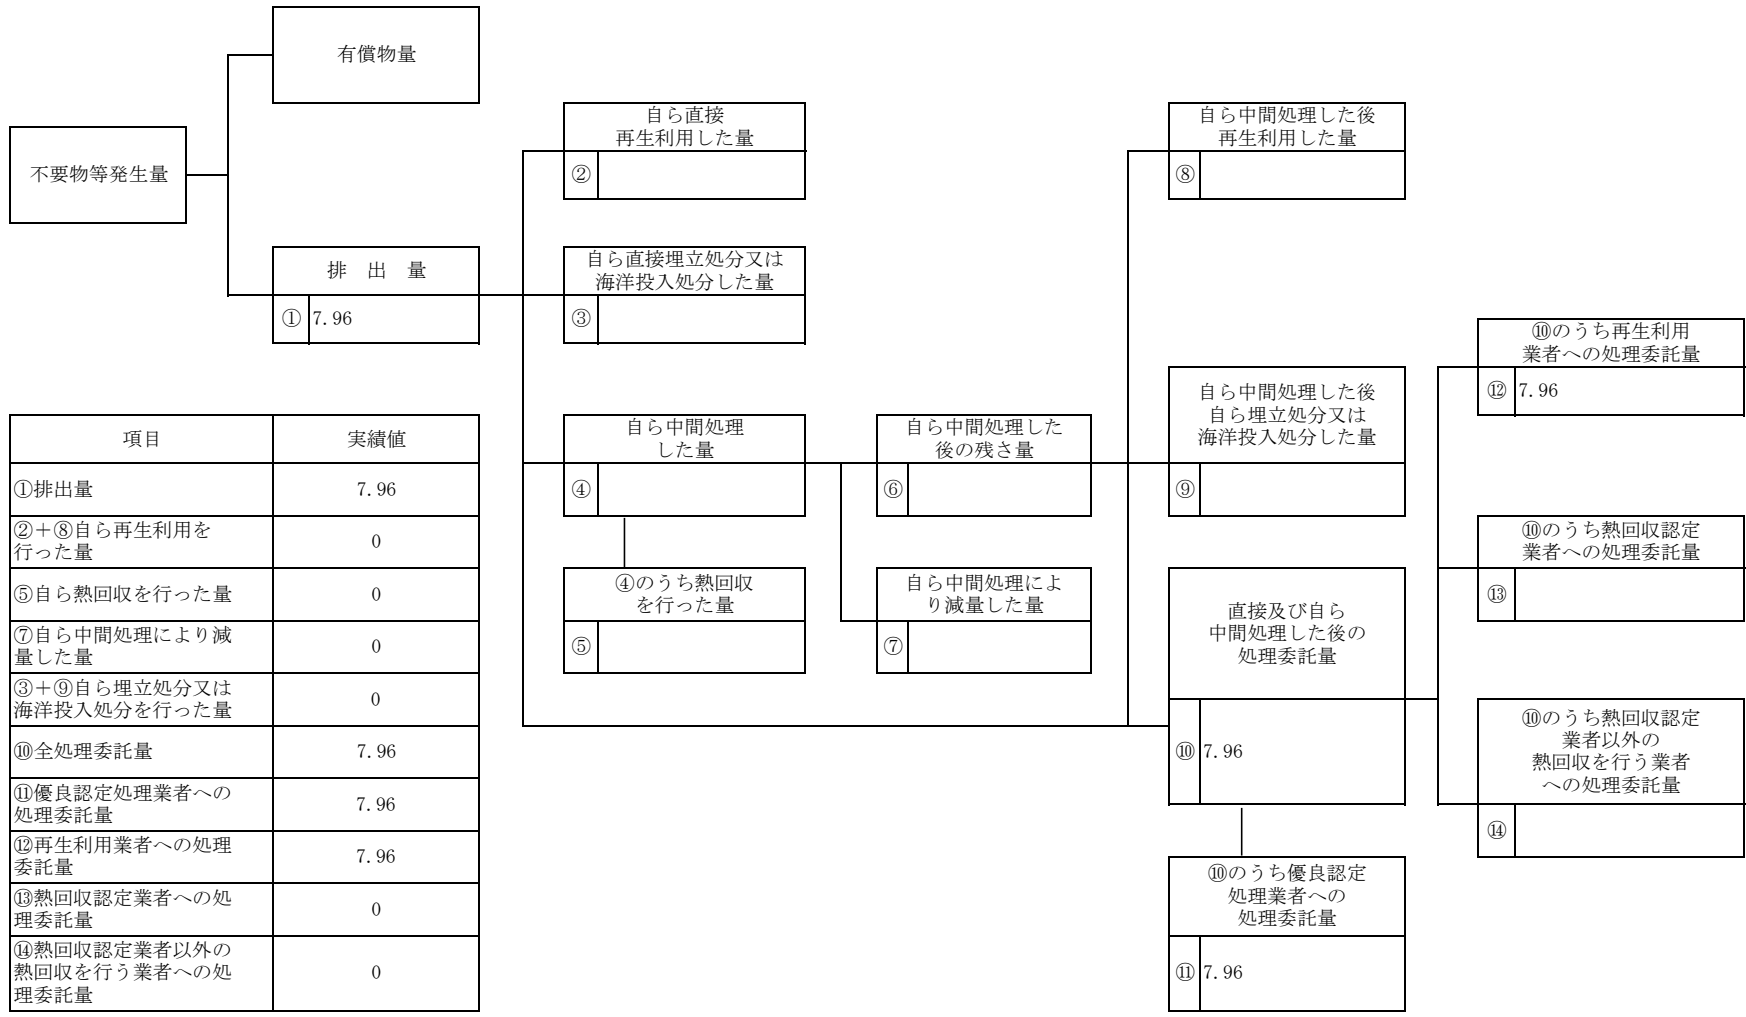 有償物量
不要物等発生量
排　出　量
① 7.96
自ら直接
再生利用した量
②
自ら直接埋立処分又は
海洋投入処分した量
③
自ら中間処理
した量
④
④のうち熱回収
を行った量
⑤
自ら中間処理した
後の残さ量
⑥
自ら中間処理によ
り減量した量
⑦
自ら中間処理した後
再生利用した量
⑧
自ら中間処理した後
自ら埋立処分又は
海洋投入処分した量
⑨
直接及び自ら
中間処理した後の
処理委託量
⑩ 7.96
⑩のうち優良認定
処理業者への
処理委託量
⑪ 7.96
⑩のうち再生利用
業者への処理委託量
⑫ 7.96
⑩のうち熱回収認定
業者への処理委託量
⑬
⑩のうち熱回収認定
業者以外の
熱回収を行う業者
への処理委託量
⑭
項目 実績値
①排出量 7.96
②＋⑧自ら再生利用を
行った量 0
⑤自ら熱回収を行った量 0
⑦自ら中間処理により減
量した量 0
③＋⑨自ら埋立処分又は
海洋投入処分を行った量 0
⑩全処理委託量 7.96
⑪優良認定処理業者への
処理委託量 7.96
⑫再生利用業者への処理
委託量 7.96
⑬熱回収認定業者への処
理委託量 0
⑭熱回収認定業者以外の
熱回収を行う業者への処
理委託量 0